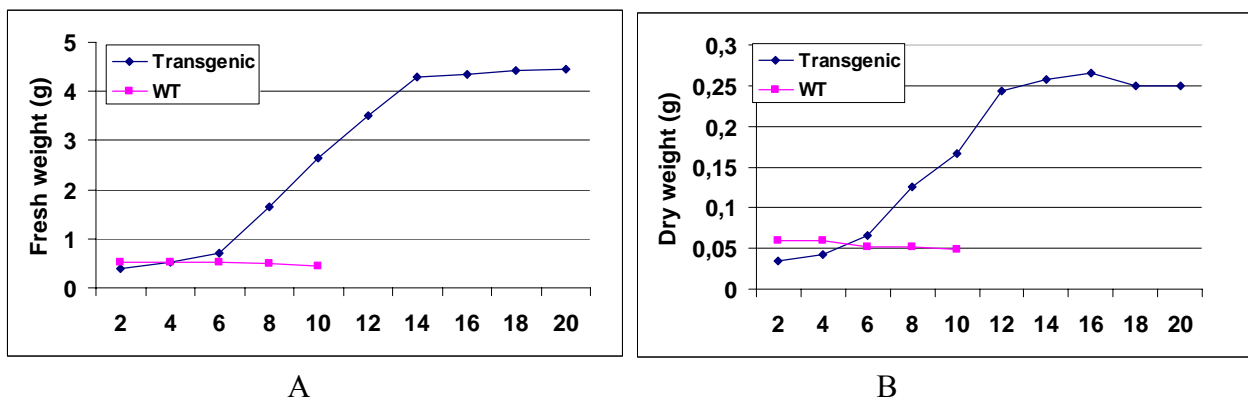 Fresh weight (g)
5
4
3
2
1
0
Transgenic
WT
2 4 6 8 10 12 14 16 18 20
A
Dry weight (g)
0,3
0,25
0,2
0,15
0,1
0,05
0
Transgenic
WT
2 4 6 8 10 12 14 16 18 20
B